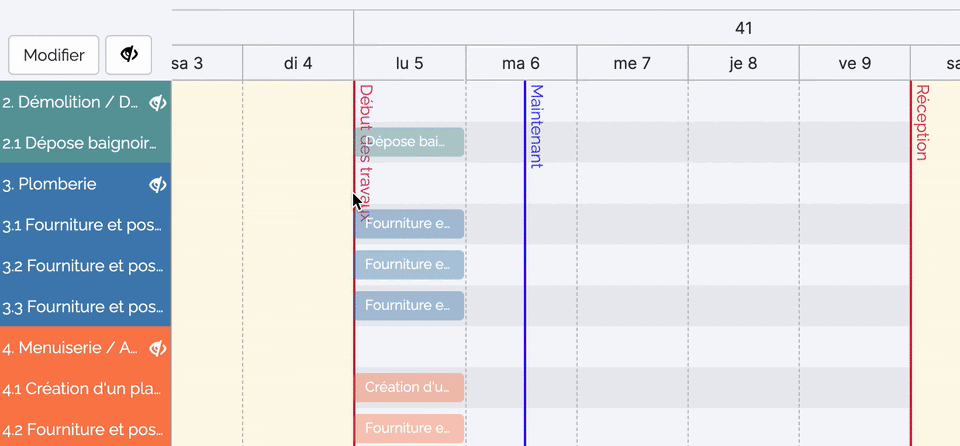 41
Modifier
sa 3
di 4
lu 5
ma 6
me 7
je 8
ve 9
sa
2. Démolition / D...
Début des travaux
Maintenant
Réception
2.1 Dépose baignoir...
Dépose bai...
3. Plomberie
3.1 Fourniture et pos...
Fourniture e...
3.2 Fourniture et pos...
Fourniture e...
3.3 Fourniture et pos...
Fourniture e...
4. Menuiserie / A...
4.1 Création d'un pla...
Création d'u...
4.2 Fourniture et pos...
Fourniture e...